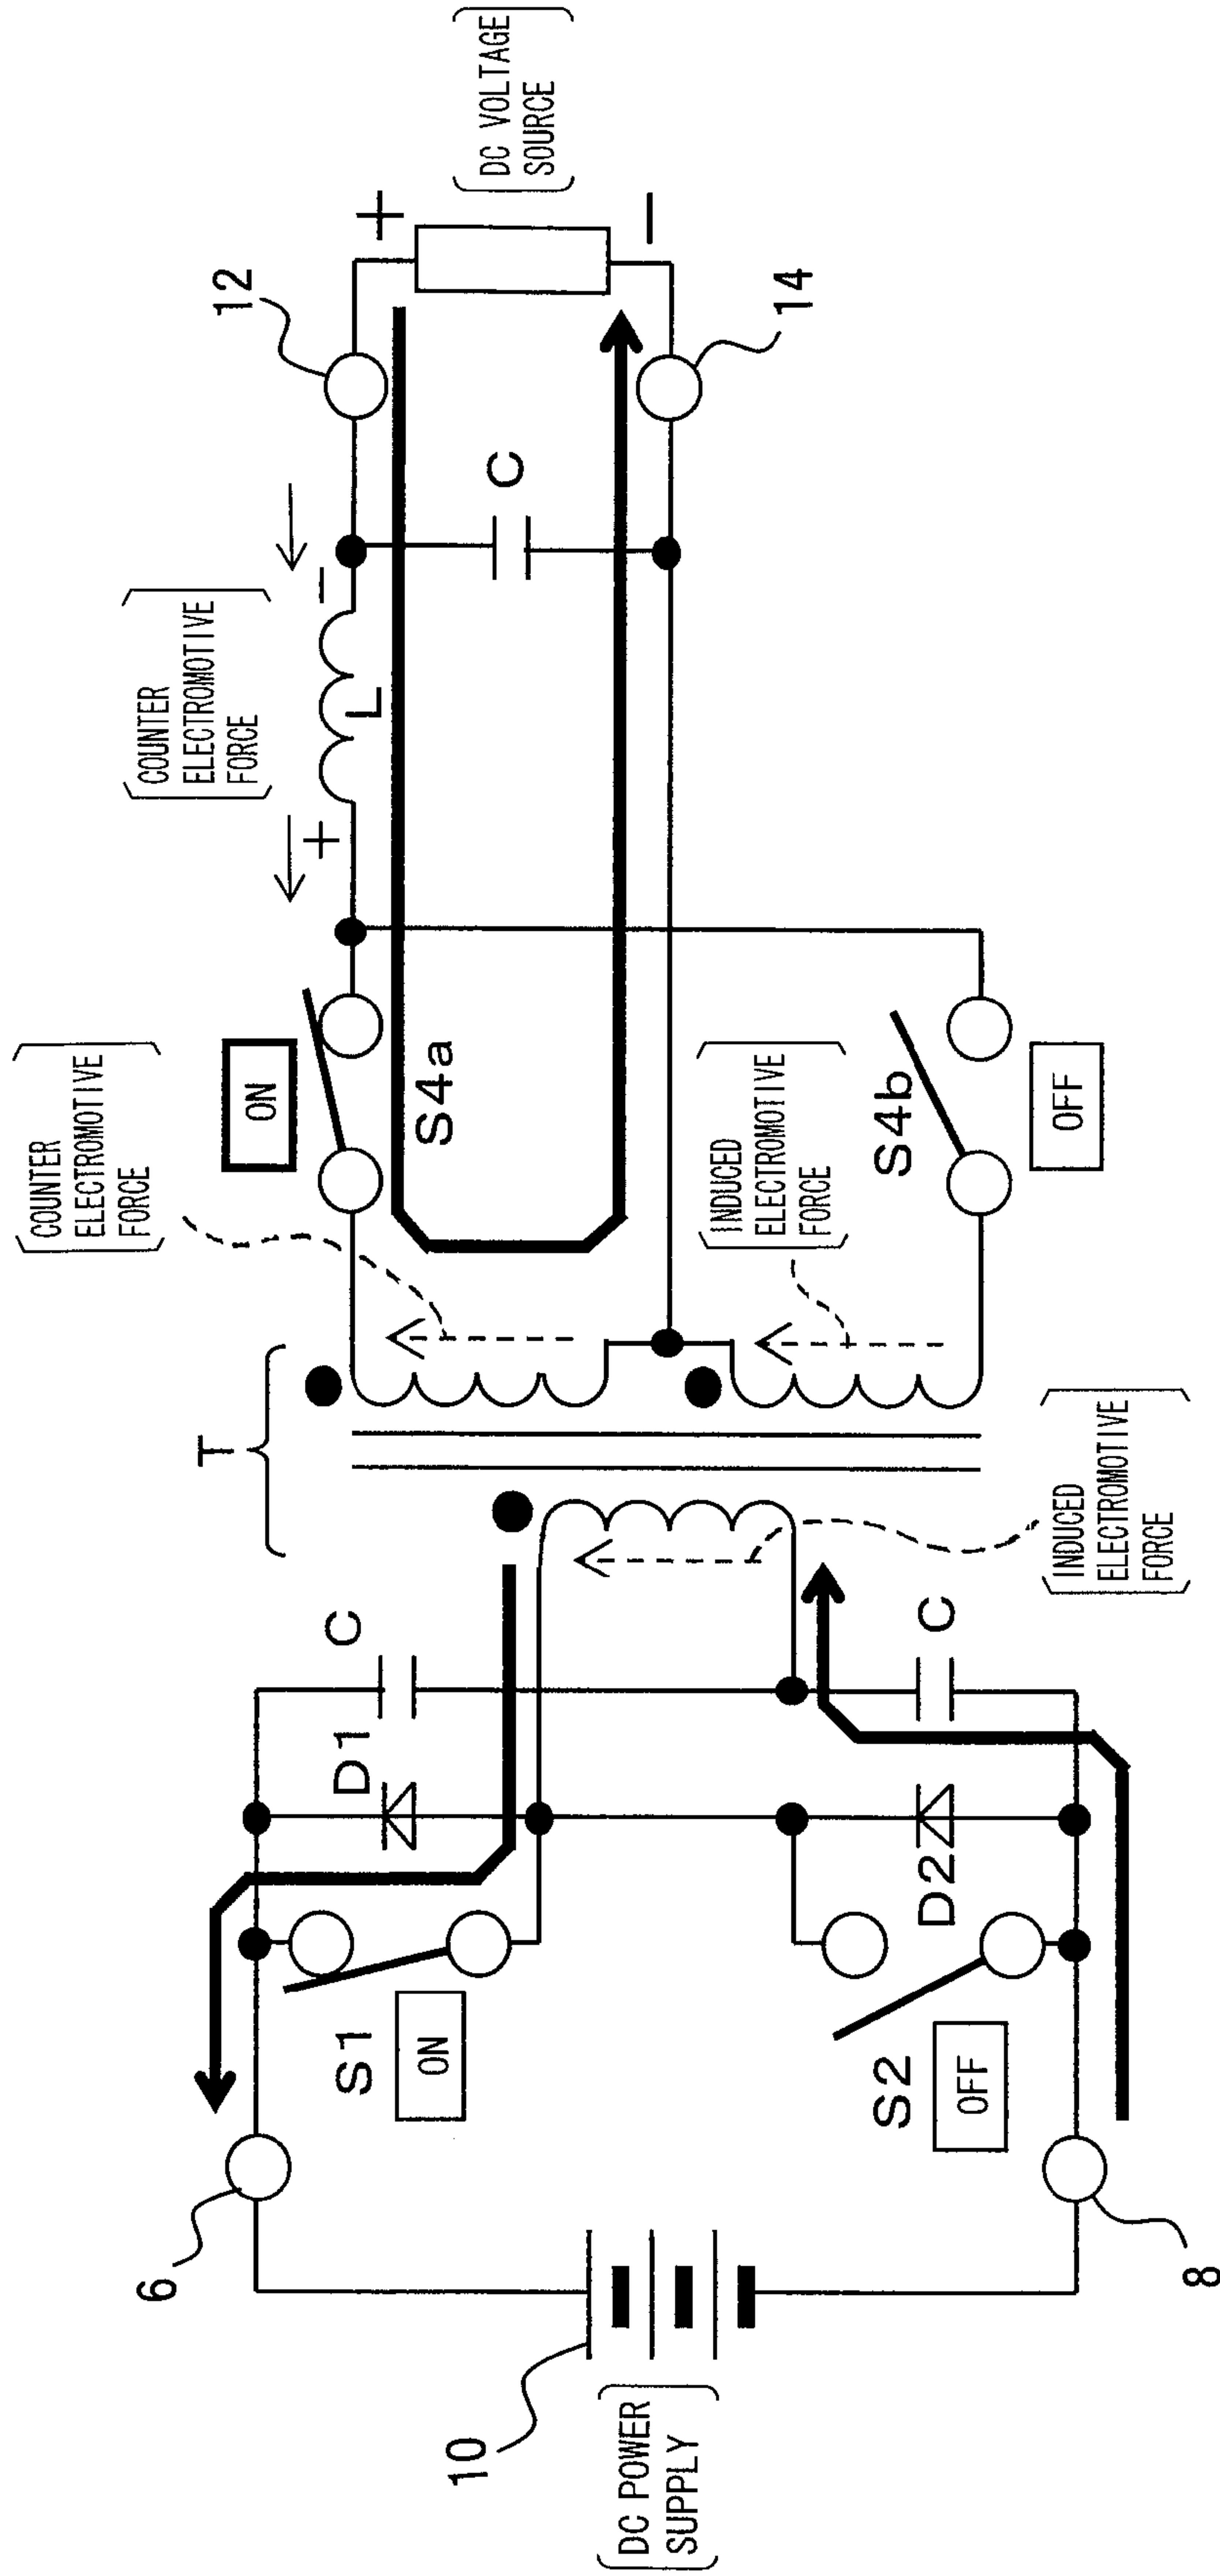 10
DC POWER
SUPPLY
6
8
S1
ON
S2
OFF
D1
C
D2
C
T
INDUCED
ELECTROMOTIVE
FORCE
COUNTER
ELECTROMOTIVE
FORCE
ON
S4a
INDUCED
ELECTROMOTIVE
FORCE
S4b
OFF
COUNTER
ELECTROMOTIVE
FORCE
+
−
L
C
12
14
+
−
DC VOLTAGE
SOURCE